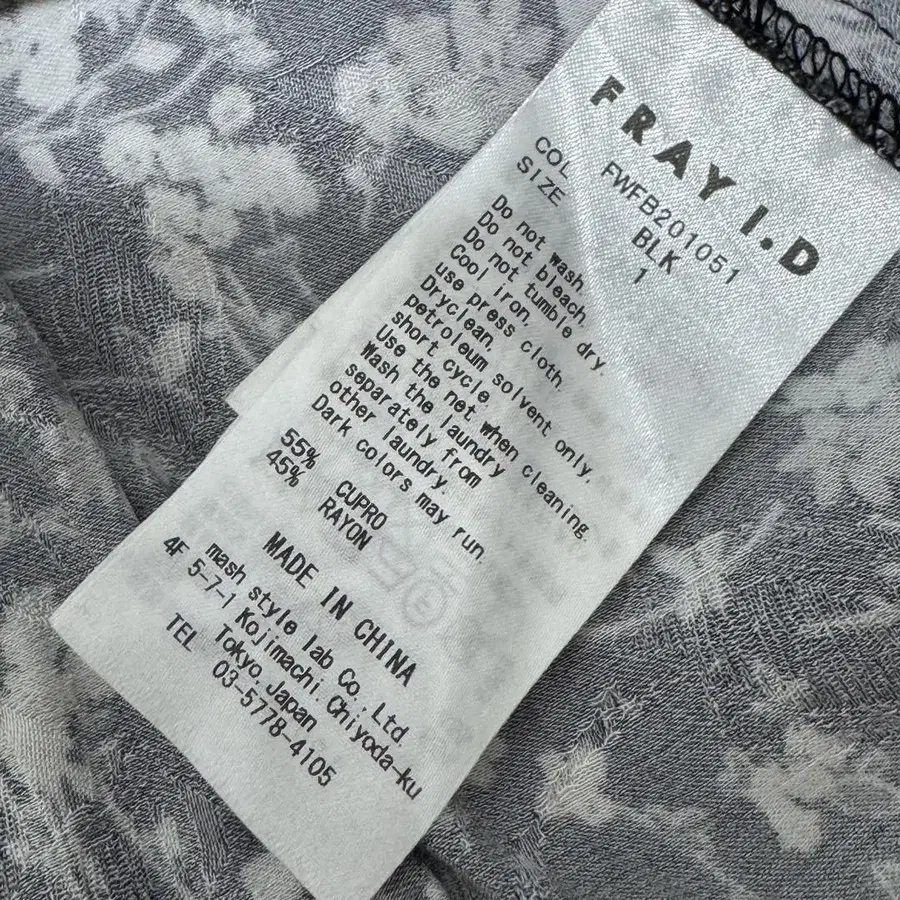 FRAY I.D
FWFB201051
COL BLK
SIZE 1
Do not wash.
Do not bleach.
Do not tumble dry.
Cool iron,
use press cloth.
Dryclean,
petroleum solvent only,
short cycle.
Use the net when cleaning.
Wash the laundry
separately from
other laundry.
Dark colors may run.
55% CUPRO
45% RAYON
MADE IN CHINA
mash style lab Co., Ltd.
4F 5-7-1 Kojimachi, Chiyoda-ku
Tokyo, Japan
TEL 03-5778-4105